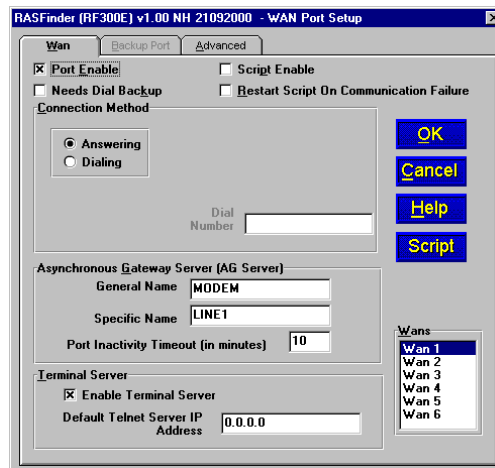 RASFinder (RF300E) v1.00 NH 21092000 - WAN Port Setup
Wan
Backup Port
Advanced
Port Enable
Script Enable
Needs Dial Backup
Restart Script On Communication Failure
Connection Method
Answering
Dialing
Dial Number
OK
Cancel
Help
Script
Asynchronous Gateway Server (AG Server)
General Name MODEM
Specific Name LINE1
Port Inactivity Timeout (in minutes) 10
Wans
Wan 1
Wan 2
Wan 3
Wan 4
Wan 5
Wan 6
Terminal Server
Enable Terminal Server
Default Telnet Server IP
Address 0.0.0.0